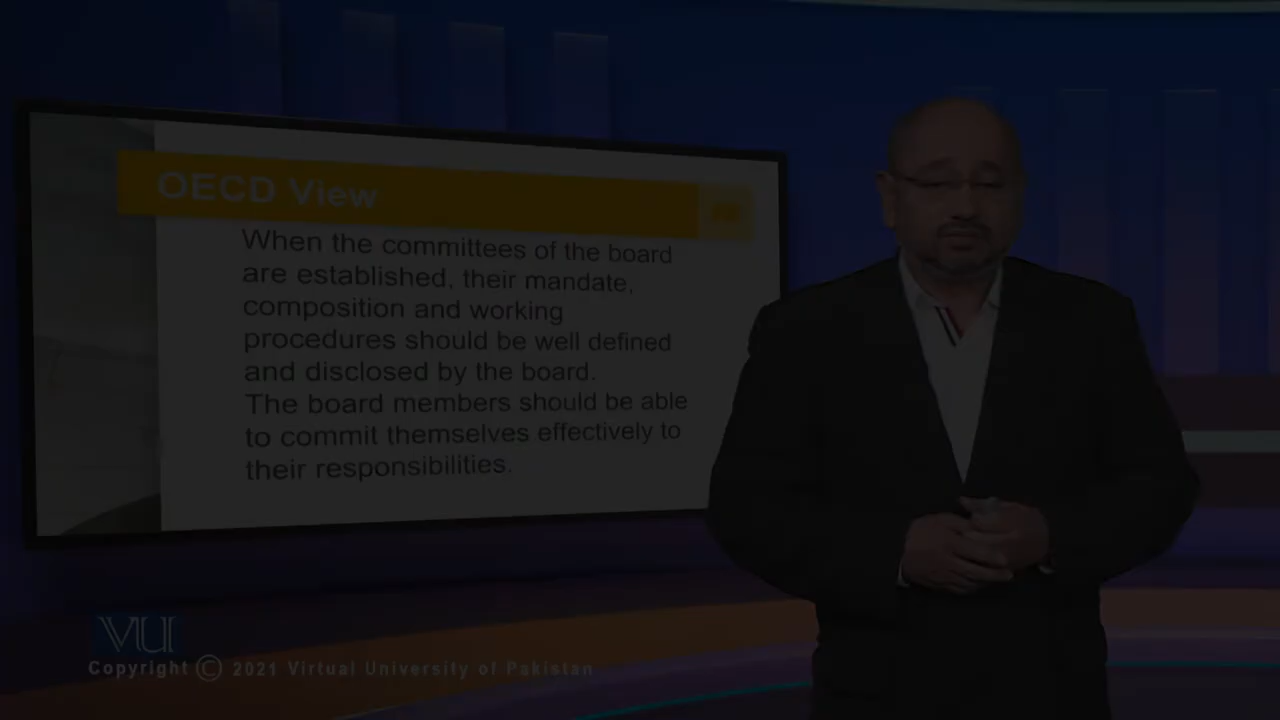 OECD View
When the committees of the board
are established, their mandate,
composition and working
procedures should be well defined
and disclosed by the board.
The board members should be able
to commit themselves effectively to
their responsibilities.
VU
Copyright © 2021 Virtual University of Pakistan